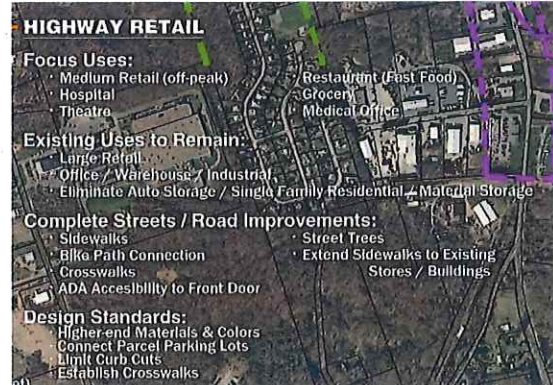 HIGHWAY RETAIL
Focus Uses:
· Medium Retail (off-peak)
· Hospital
· Theatre
· Restaurant (Fast Food)
· Grocery
· Medical Office
Existing Uses to Remain:
· Large Retail
· Office / Warehouse / Industrial
· Eliminate Auto Storage / Single Family Residential / Material Storage
Complete Streets / Road Improvements:
· Sidewalks
· Bike Path Connection
· Crosswalks
· ADA Accesibility to Front Door
· Street Trees
· Extend Sidewalks to Existing
Stores / Buildings
Design Standards:
· Higher-end Materials & Colors
· Connect Parcel Parking Lots
· Limit Curb Cuts
· Establish Crosswalks